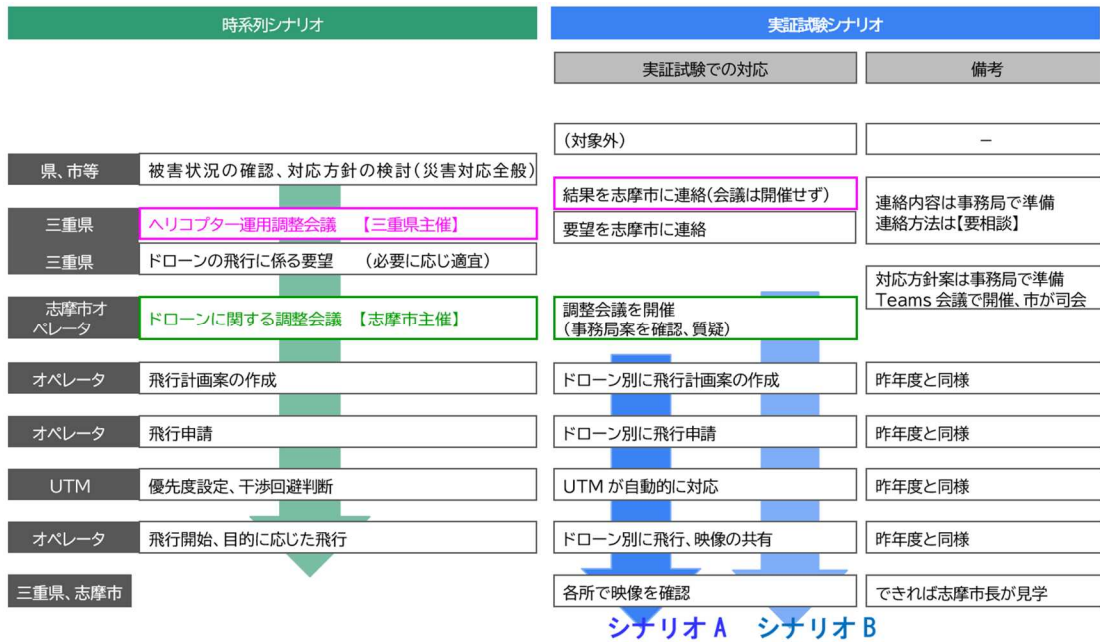 時系列シナリオ
実証試験シナリオ
実証試験での対応
備考
(対象外)
－
県、市等
被害状況の確認、対応方針の検討(災害対応全般)
結果を志摩市に連絡(会議は開催せず)
連絡内容は事務局で準備
連絡方法は【要相談】
三重県
ヘリコプター運用調整会議　【三重県主催】
要望を志摩市に連絡
三重県
ドローンの飛行に係る要望　(必要に応じ適宜)
対応方針案は事務局で準備
Teams 会議で開催、市が司会
志摩市オ
ペレータ
ドローンに関する調整会議　【志摩市主催】
調整会議を開催
(事務局案を確認、質疑)
オペレータ
飛行計画案の作成
ドローン別に飛行計画案の作成
昨年度と同様
オペレータ
飛行申請
ドローン別に飛行申請
昨年度と同様
UTM
優先度設定、干渉回避判断
UTM が自動的に対応
昨年度と同様
オペレータ
飛行開始、目的に応じた飛行
ドローン別に飛行、映像の共有
昨年度と同様
三重県、志摩市
各所で映像を確認
できれば志摩市長が見学
シナリオ A
シナリオ B